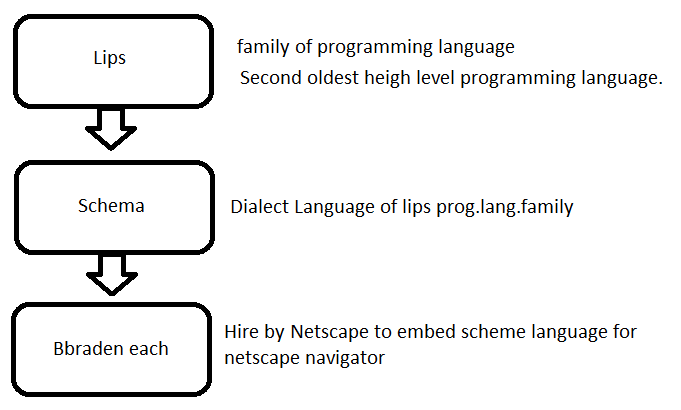 Lips
family of programming language
Second oldest heigh level programming language.
Schema
Dialect Language of lips prog.lang.family
Bbraden each
Hire by Netscape to embed scheme language for
netscape navigator